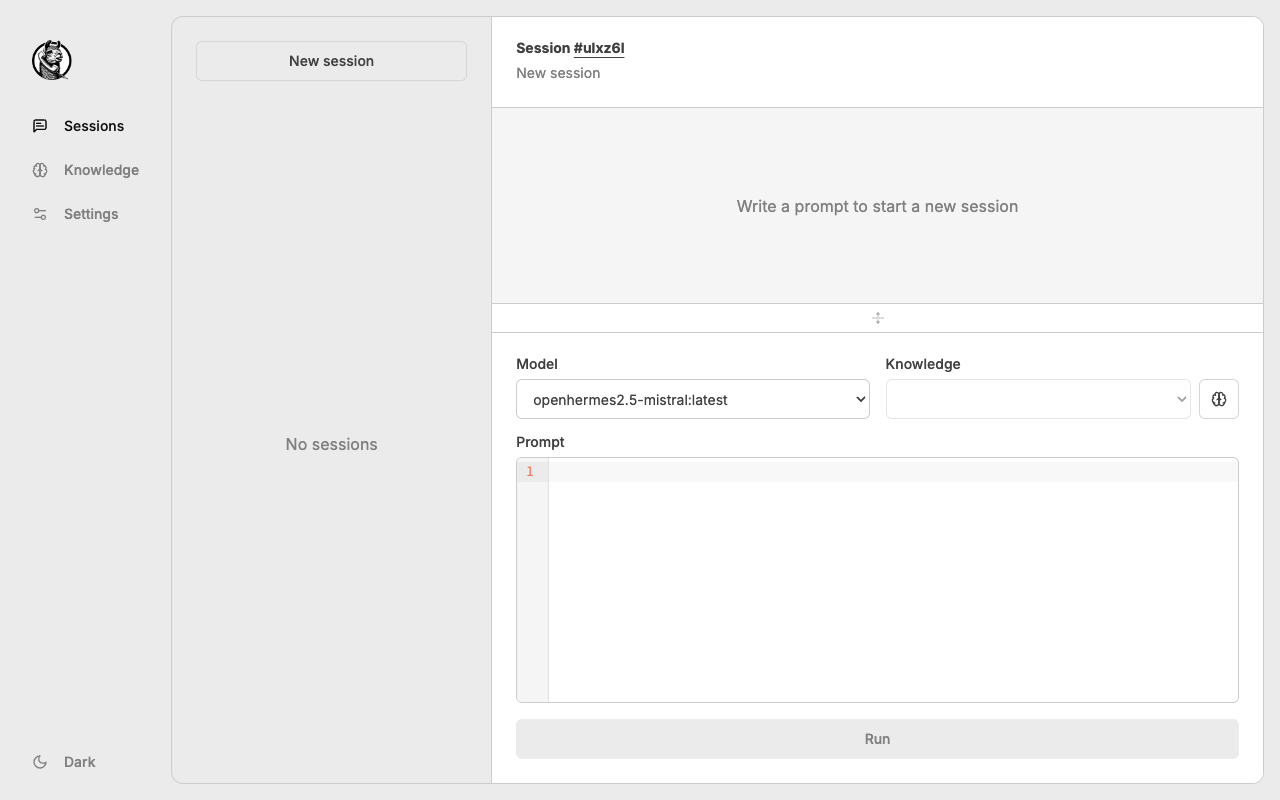 Sessions
Knowledge
Settings
Dark
New session
No sessions
Session #ulxz6l
New session
Write a prompt to start a new session
Model
Knowledge
openhermes2.5-mistral:latest
Prompt
1
Run